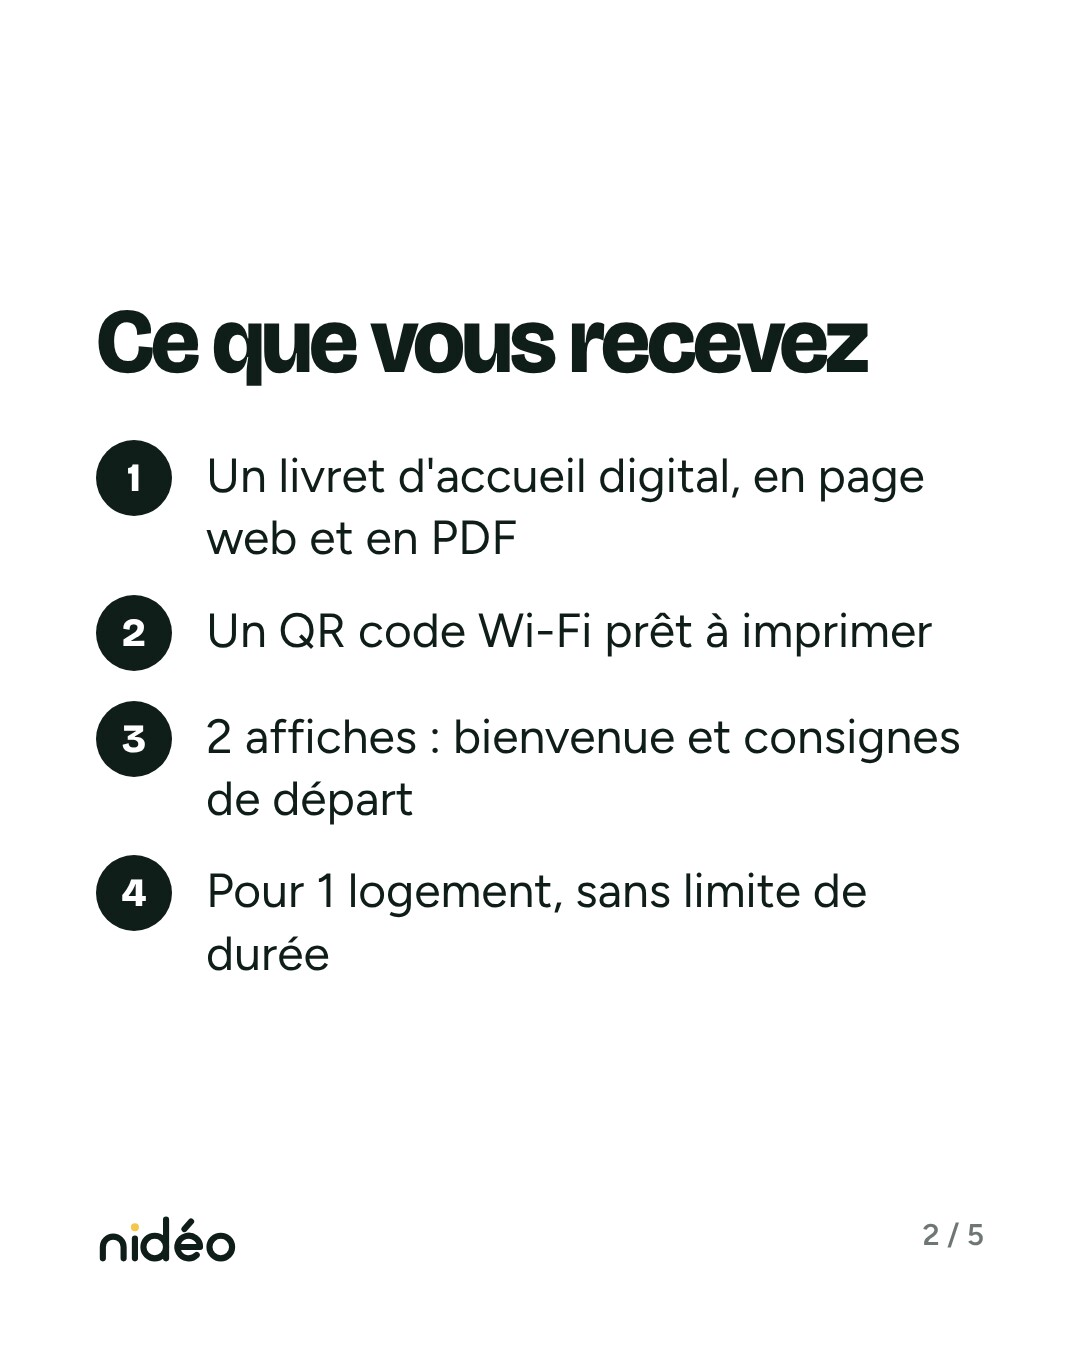 Ce que vous recevez
1 Un livret d'accueil digital, en page
web et en PDF
2 Un QR code Wi-Fi prêt à imprimer
3 2 affiches : bienvenue et consignes
de départ
4 Pour 1 logement, sans limite de
durée
nidéo
2 / 5